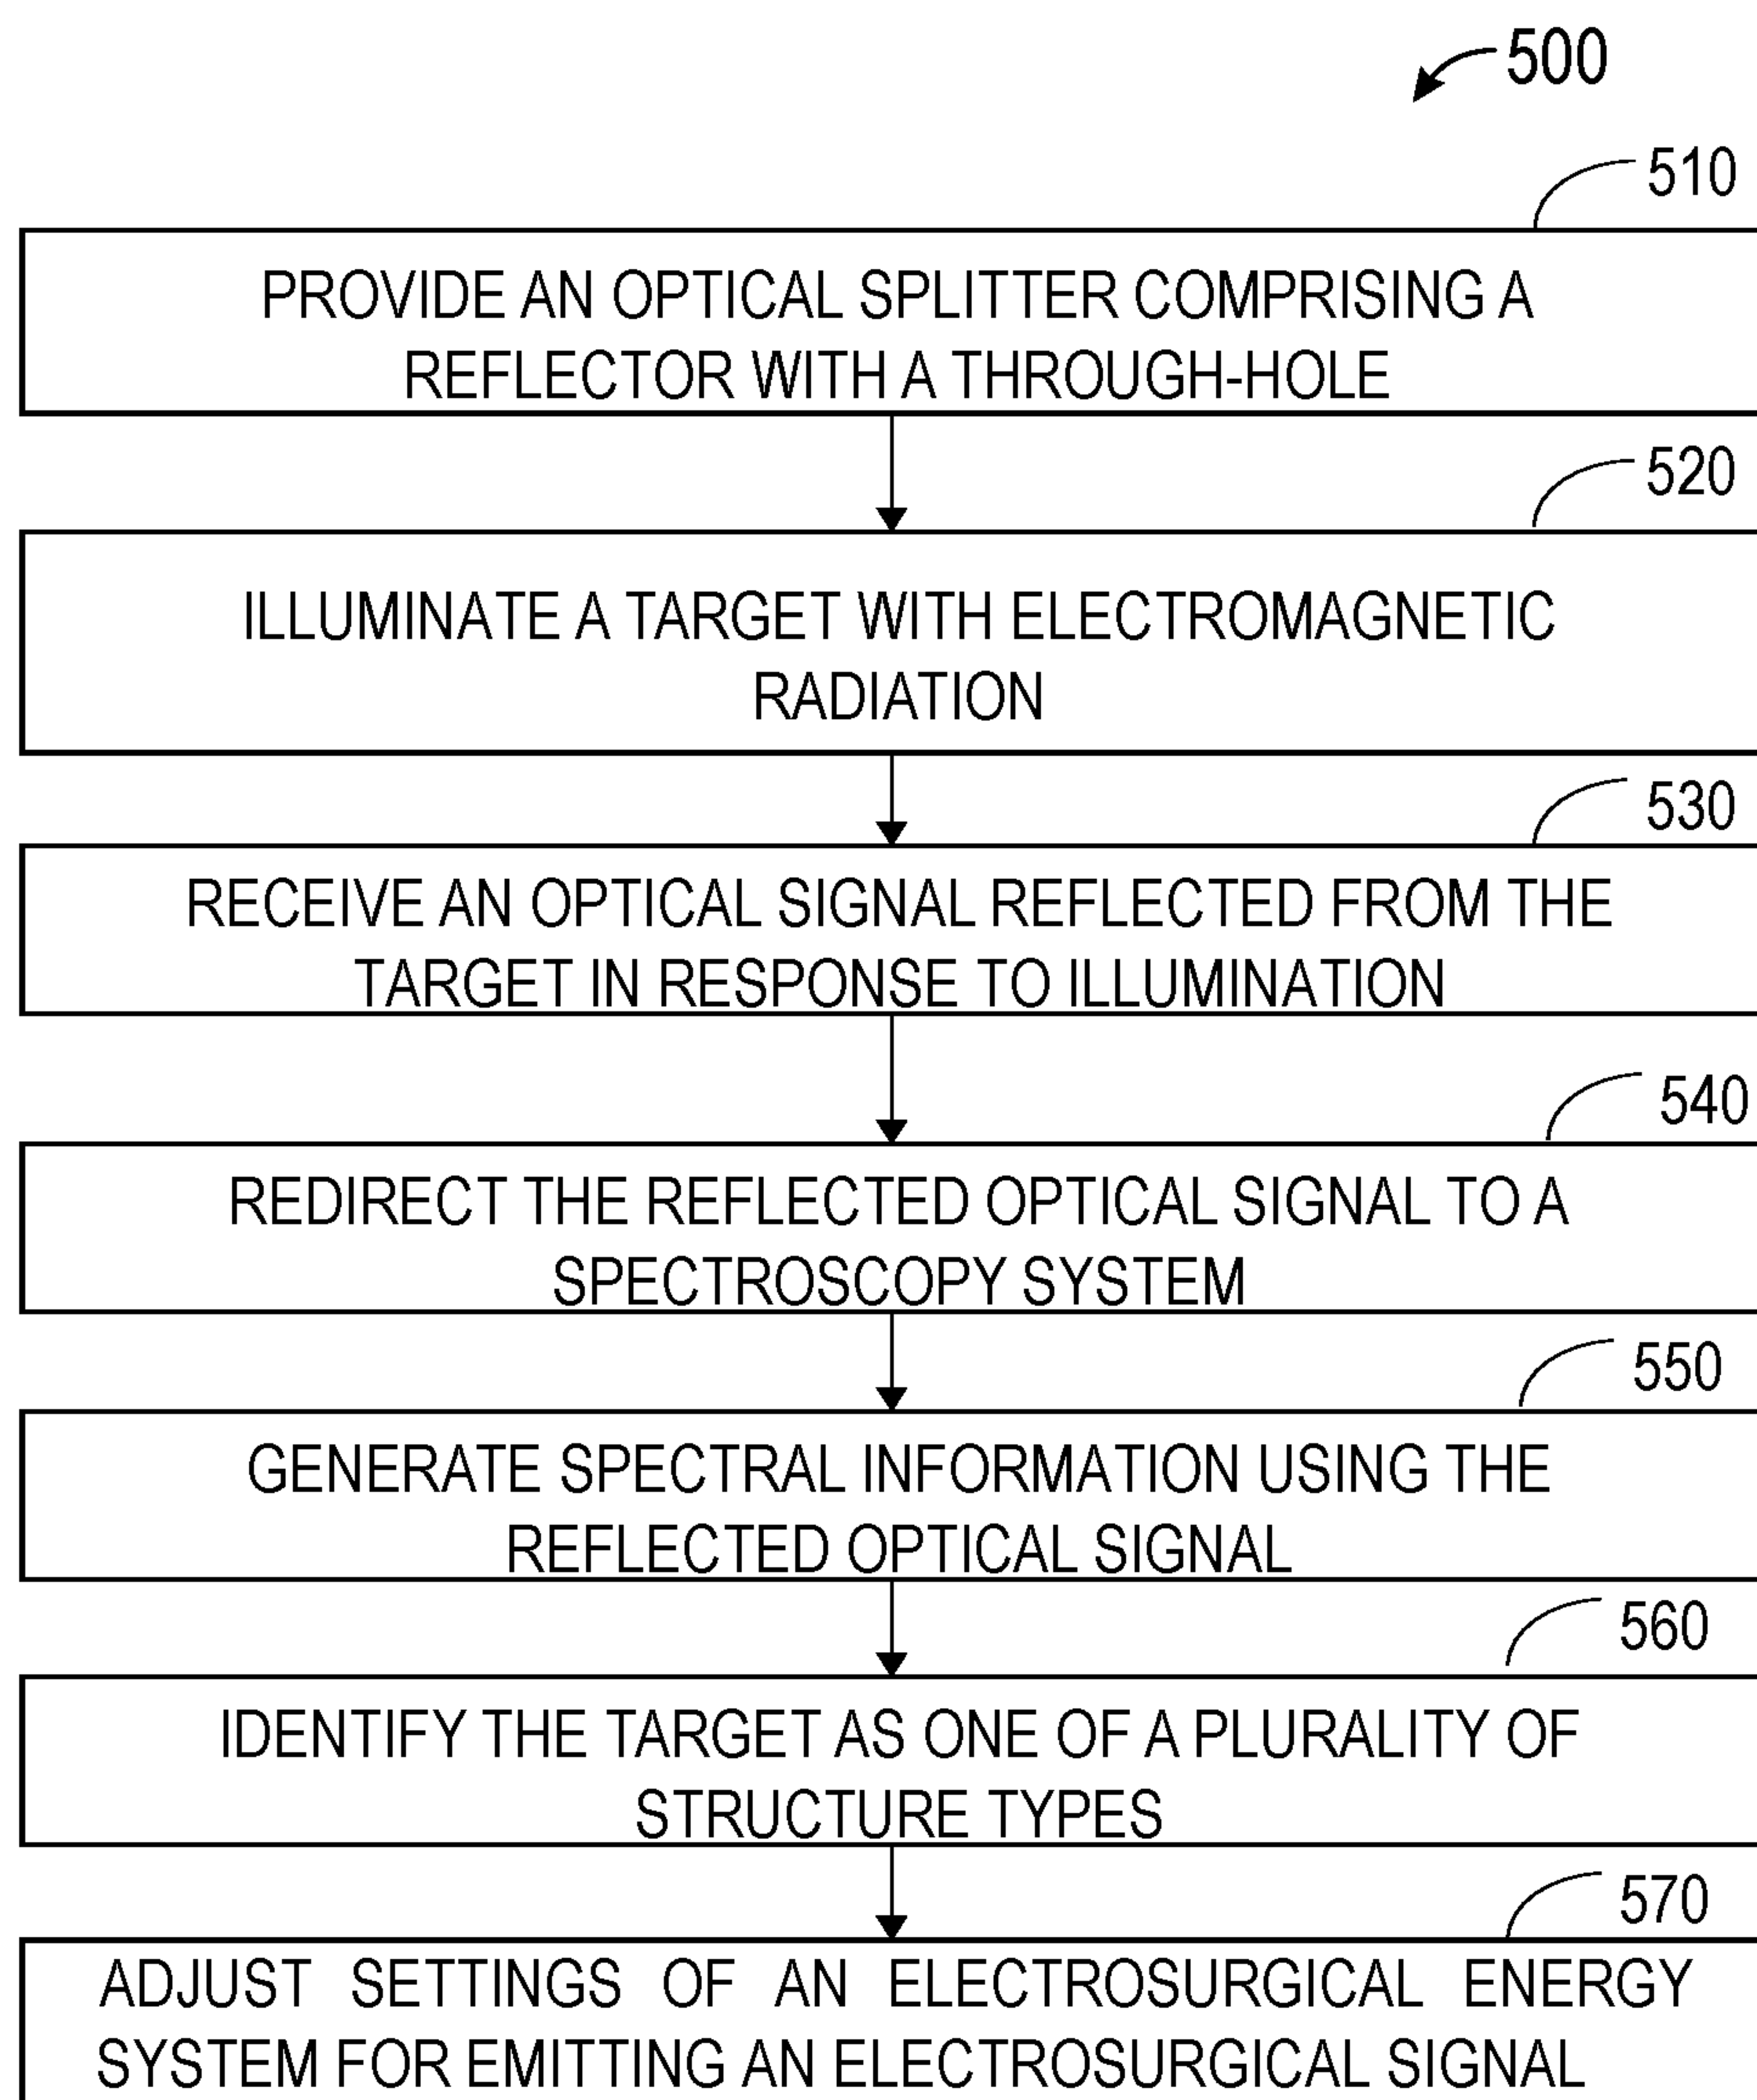 500
510
PROVIDE AN OPTICAL SPLITTER COMPRISING A
REFLECTOR WITH A THROUGH-HOLE
520
ILLUMINATE A TARGET WITH ELECTROMAGNETIC
RADIATION
530
RECEIVE AN OPTICAL SIGNAL REFLECTED FROM THE
TARGET IN RESPONSE TO ILLUMINATION
540
REDIRECT THE REFLECTED OPTICAL SIGNAL TO A
SPECTROSCOPY SYSTEM
550
GENERATE SPECTRAL INFORMATION USING THE
REFLECTED OPTICAL SIGNAL
560
IDENTIFY THE TARGET AS ONE OF A PLURALITY OF
STRUCTURE TYPES
570
ADJUST SETTINGS OF AN ELECTROSURGICAL ENERGY
SYSTEM FOR EMITTING AN ELECTROSURGICAL SIGNAL